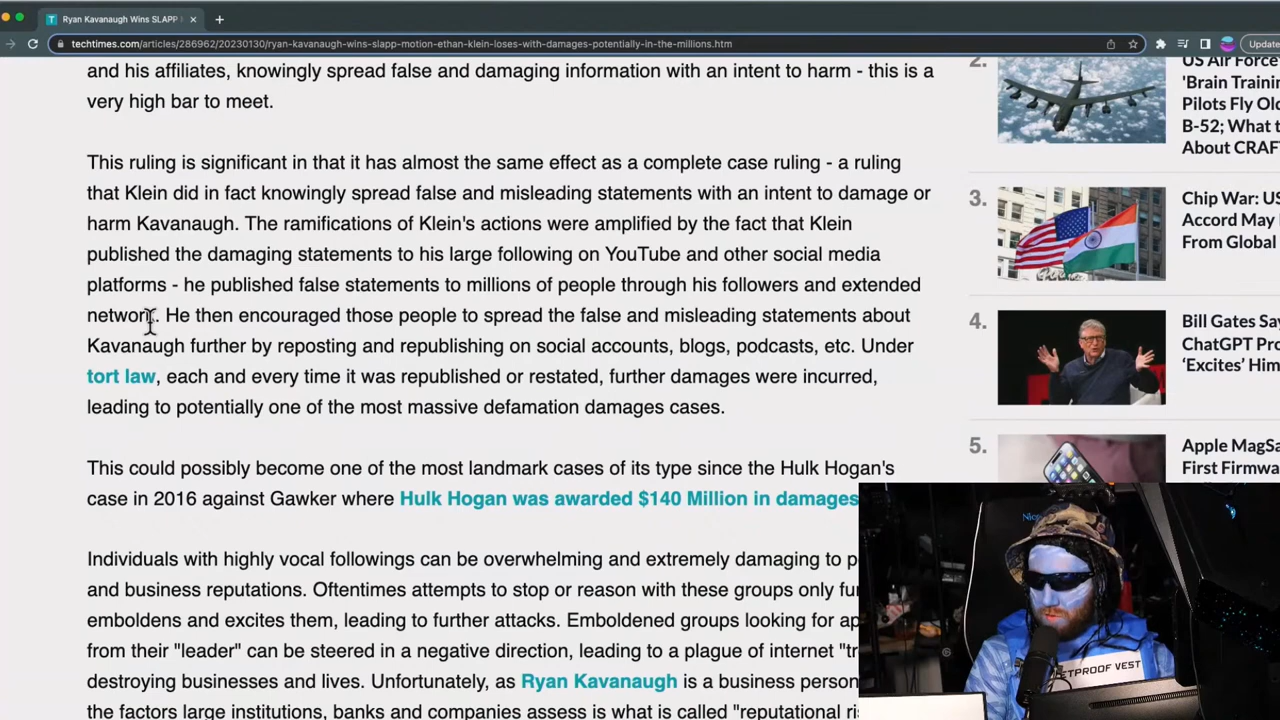 Ryan Kavanaugh Wins SLAPP
techtimes.com/articles/286962/20230130/ryan-kavanaugh-wins-slapp-motion-ethan-klein-loses-with-damages-potentially-in-the-millions.htm
Update
and his affiliates, knowingly spread false and damaging information with an intent to harm - this is a
very high bar to meet.
This ruling is significant in that it has almost the same effect as a complete case ruling - a ruling
that Klein did in fact knowingly spread false and misleading statements with an intent to damage or
harm Kavanaugh. The ramifications of Klein's actions were amplified by the fact that Klein
published the damaging statements to his large following on YouTube and other social media
platforms - he published false statements to millions of people through his followers and extended
network. He then encouraged those people to spread the false and misleading statements about
Kavanaugh further by reposting and republishing on social accounts, blogs, podcasts, etc. Under
tort law, each and every time it was republished or restated, further damages were incurred,
leading to potentially one of the most massive defamation damages cases.
This could possibly become one of the most landmark cases of its type since the Hulk Hogan's
case in 2016 against Gawker where Hulk Hogan was awarded $140 Million in damages
Individuals with highly vocal followings can be overwhelming and extremely damaging to p
and business reputations. Oftentimes attempts to stop or reason with these groups only fu
emboldens and excites them, leading to further attacks. Emboldened groups looking for ap
from their "leader" can be steered in a negative direction, leading to a plague of internet "tr
destroying businesses and lives. Unfortunately, as Ryan Kavanaugh is a business person
the factors large institutions, banks and companies assess is what is called "reputational ri
2.
US Air Force
'Brain Trainin
Pilots Fly Old
B-52; What to
About CRAF
3.
Chip War: US
Accord May
From Global
4.
Bill Gates Say
ChatGPT Pro
'Excites' Him
5.
Apple MagSa
First Firmwa
ETPROOF VEST